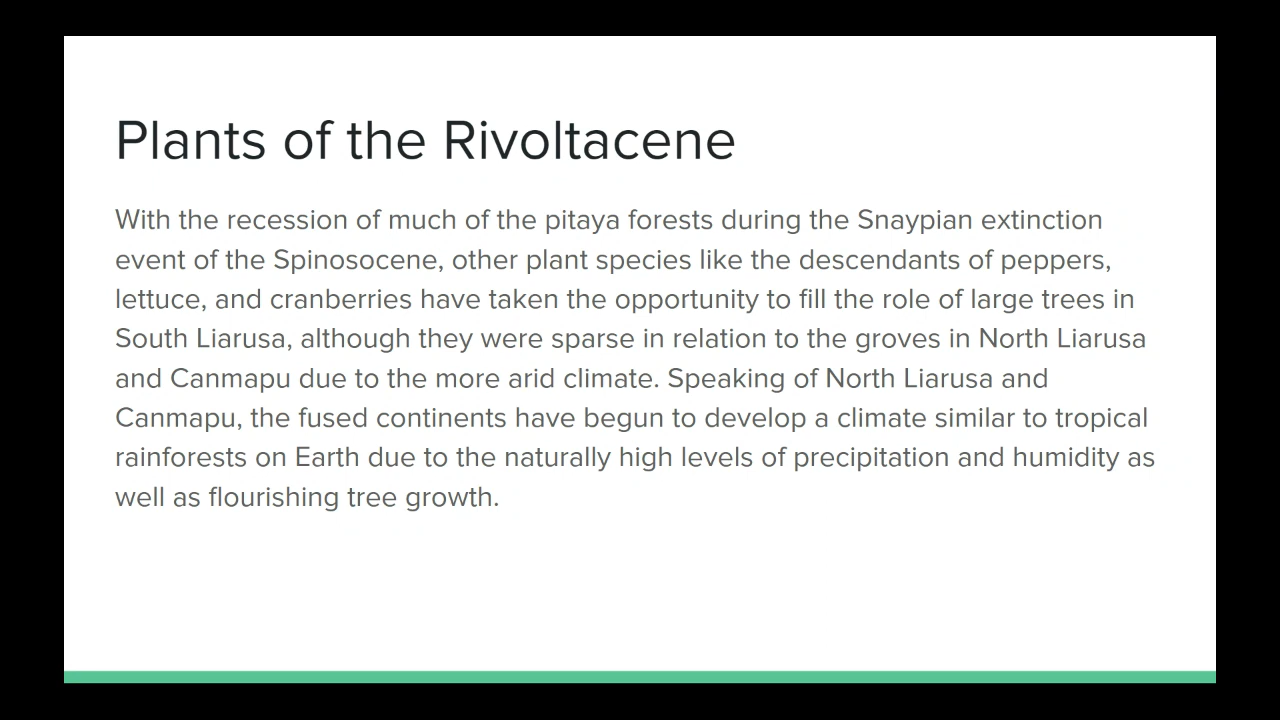 Plants of the Rivoltacene
With the recession of much of the pitaya forests during the Snaypian extinction
event of the Spinosocene, other plant species like the descendants of peppers,
lettuce, and cranberries have taken the opportunity to fill the role of large trees in
South Liarusa, although they were sparse in relation to the groves in North Liarusa
and Canmapu due to the more arid climate. Speaking of North Liarusa and
Canmapu, the fused continents have begun to develop a climate similar to tropical
rainforests on Earth due to the naturally high levels of precipitation and humidity as
well as flourishing tree growth.